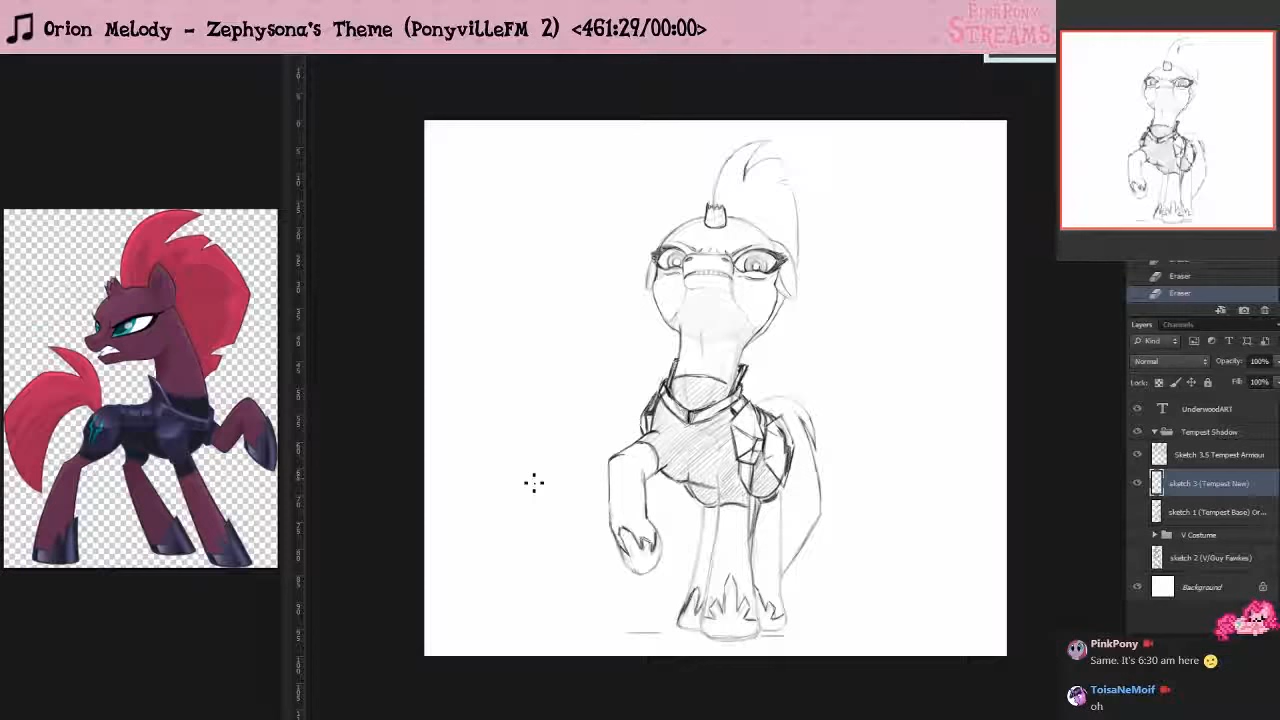 Orion Melody - Zephysona's Theme (PonyvilleFM 2) <461:29/00:00>
PINKPONY
STREAMS
Eraser
Eraser
Layers Channels
Kind
Normal Opacity: 100%
Lock: Fill: 100%
UnderwoodART
Tempest Shadow
Sketch 3.5 Tempest Armour
sketch 3 (Tempest New)
sketch 1 (Tempest Base) Or...
V Costume
sketch 2 (V/Guy Fawkes)
Background
PinkPony
Same. It's 6:30 am here
ToisaNeMoif
oh